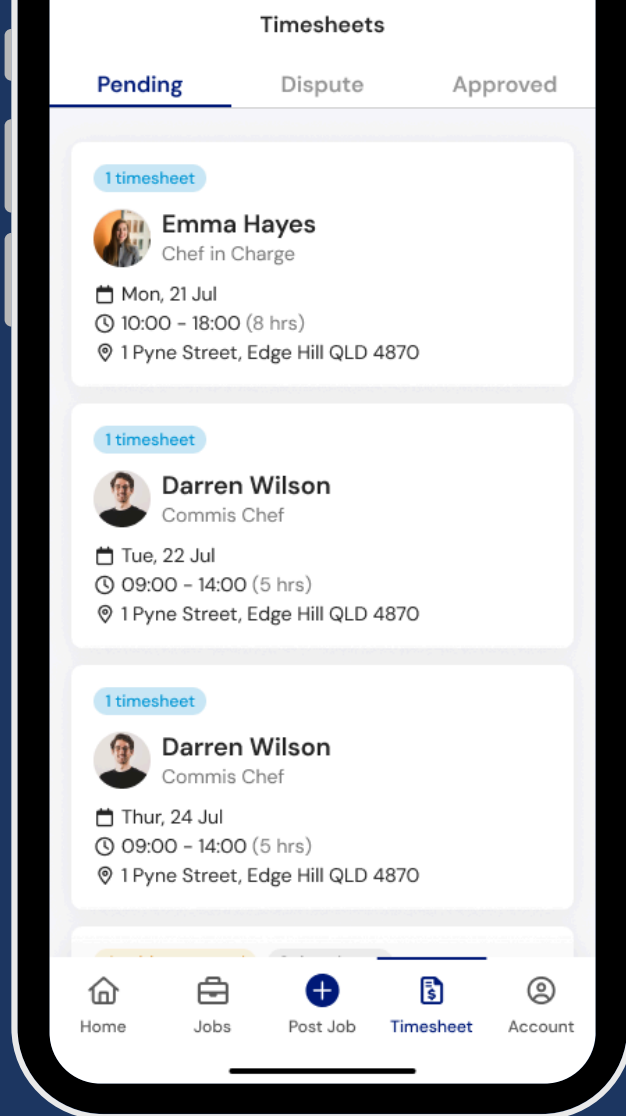 Timesheets
Pending Dispute Approved
1 timesheet
Emma Hayes
Chef in Charge
Mon, 21 Jul
10:00 - 18:00 (8 hrs)
1 Pyne Street, Edge Hill QLD 4870
1 timesheet
Darren Wilson
Commis Chef
Tue, 22 Jul
09:00 - 14:00 (5 hrs)
1 Pyne Street, Edge Hill QLD 4870
1 timesheet
Darren Wilson
Commis Chef
Thur, 24 Jul
09:00 - 14:00 (5 hrs)
1 Pyne Street, Edge Hill QLD 4870
Home Jobs Post Job Timesheet Account